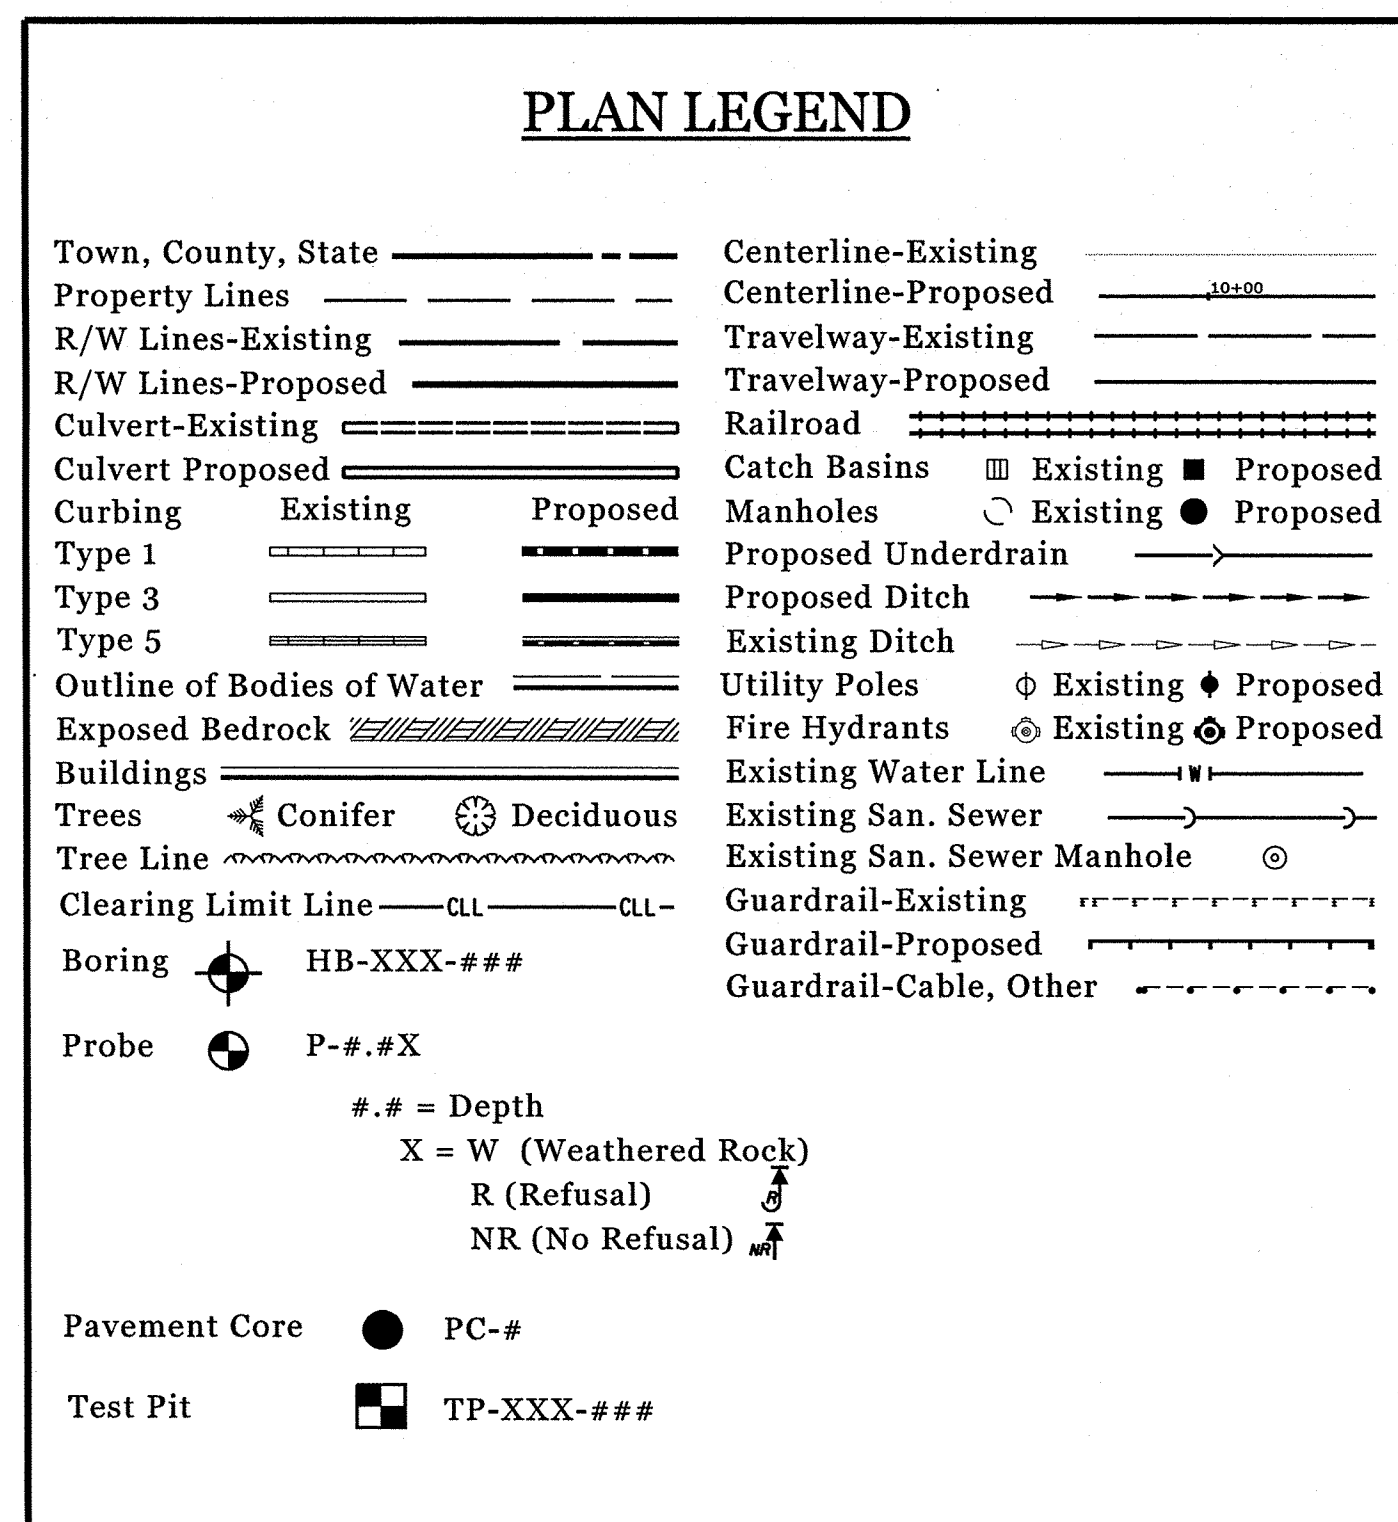 PLAN LEGEND
Town, County, State
Property Lines
R/W Lines-Existing
R/W Lines-Proposed
Culvert-Existing
Culvert Proposed
Curbing Existing Proposed
Type 1
Type 3
Type 5
Outline of Bodies of Water
Exposed Bedrock
Buildings
Trees Conifer Deciduous
Tree Line
Clearing Limit Line CLL CLL
Boring HB-XXX-###
Probe P-#.#X
#.# = Depth
X = W (Weathered Rock)
R (Refusal) R
NR (No Refusal) NR
Pavement Core PC-#
Test Pit TP-XXX-###
Centerline-Existing
Centerline-Proposed 10+00
Travelway-Existing
Travelway-Proposed
Railroad
Catch Basins Existing Proposed
Manholes Existing Proposed
Proposed Underdrain
Proposed Ditch
Existing Ditch
Utility Poles Existing Proposed
Fire Hydrants Existing Proposed
Existing Water Line W
Existing San. Sewer
Existing San. Sewer Manhole
Guardrail-Existing
Guardrail-Proposed
Guardrail-Cable, Other